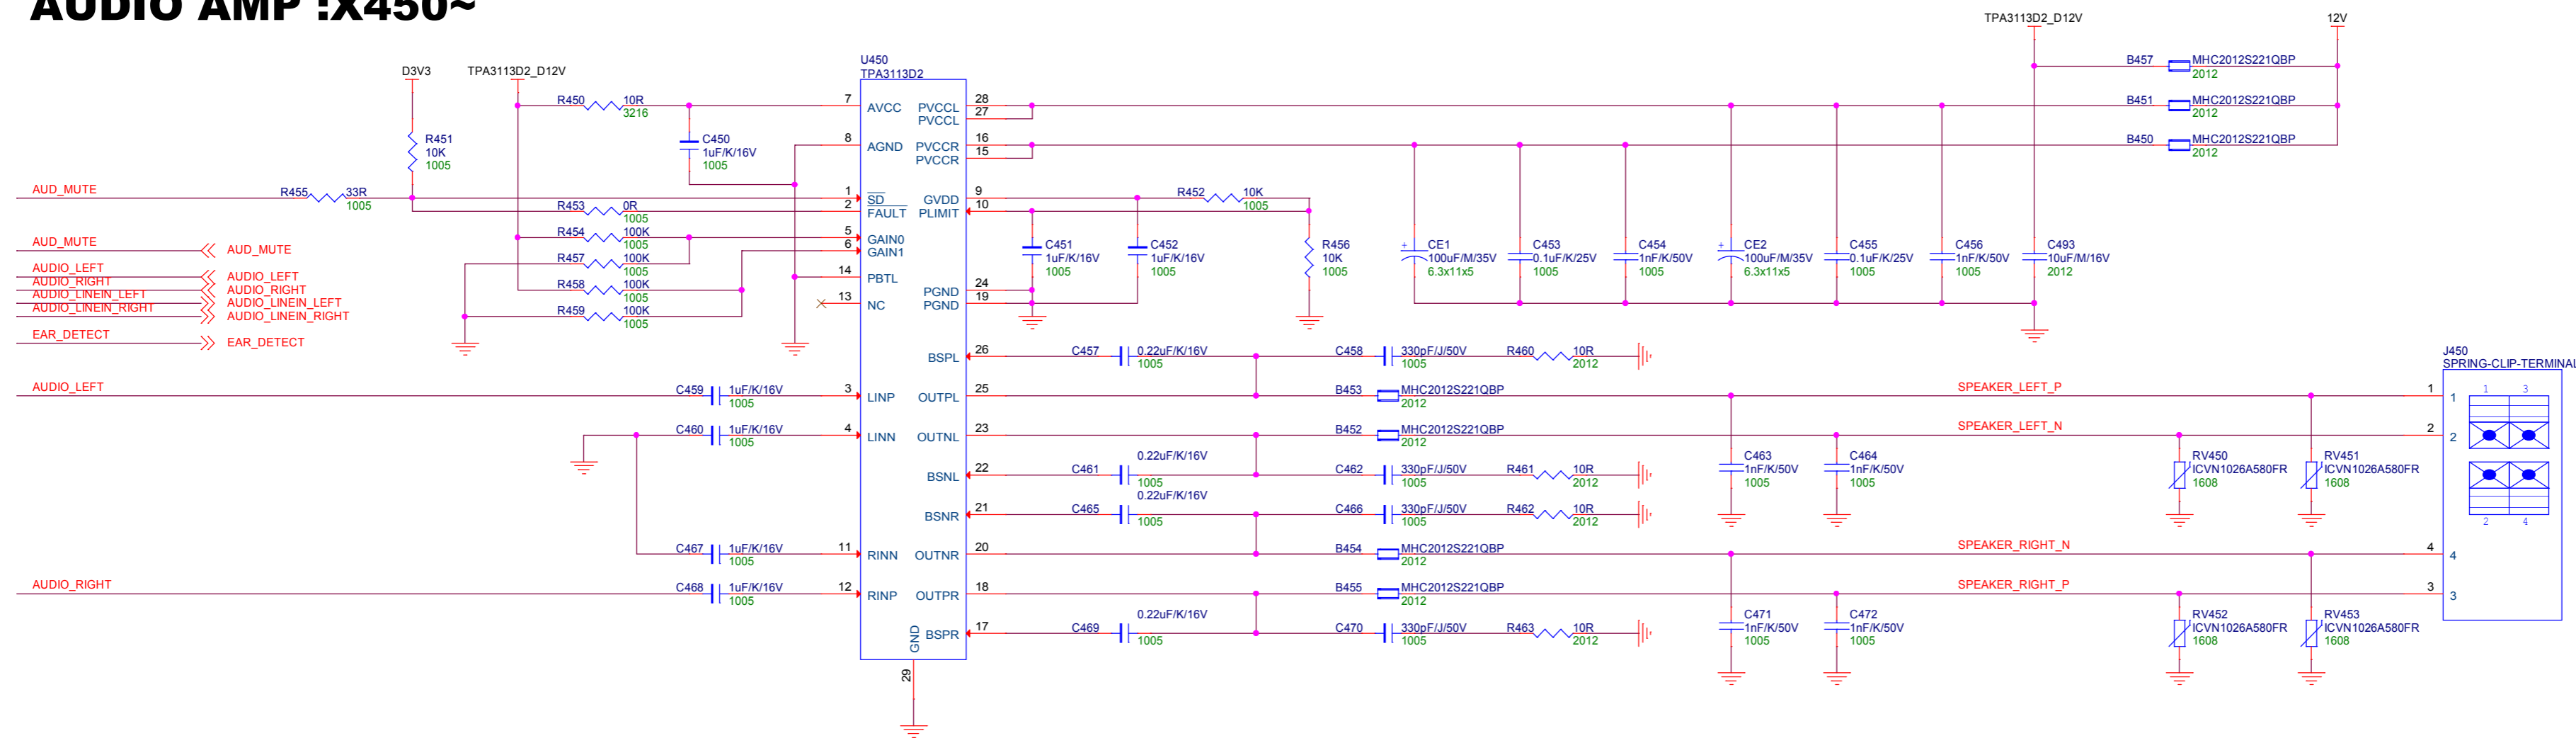 AUDIO AMP !X450~
TPA3113D2_D12V
12V
U450
TPA3113D2
D3V3
TPA3113D2_D12V
B457
MHC2012S221QBP
2012
R450
10R
3216
7
AVCC
PVCCL
28
PVCCL
27
B451
MHC2012S221QBP
2012
R451
10K
1005
C450
1uF/K/16V
1005
8
AGND
PVCCR
16
PVCCR
15
B450
MHC2012S221QBP
2012
AUD_MUTE
R455
33R
1005
1
SD
GVDD
9
R452
10K
1005
R453
0R
1005
2
FAULT
PLIMIT
10
R454
100K
1005
5
GAIN0
6
GAIN1
AUD_MUTE
AUD_MUTE
R457
100K
1005
C451
1uF/K/16V
1005
C452
1uF/K/16V
1005
R456
10K
1005
CE1
100uF/M/35V
6.3x11x5
C453
0.1uF/K/25V
1005
C454
1nF/K/50V
1005
CE2
100uF/M/35V
6.3x11x5
C455
0.1uF/K/25V
1005
C456
1nF/K/50V
1005
C493
10uF/M/16V
2012
AUDIO_LEFT
AUDIO_LEFT
14
PBTL
AUDIO_RIGHT
AUDIO_RIGHT
R458
100K
1005
PGND
24
AUDIO_LINEIN_LEFT
AUDIO_LINEIN_LEFT
13
NC
PGND
19
AUDIO_LINEIN_RIGHT
AUDIO_LINEIN_RIGHT
R459
100K
1005
EAR_DETECT
EAR_DETECT
BSPL
26
C457
0.22uF/K/16V
1005
C458
330pF/J/50V
1005
R460
10R
2012
J450
SPRING-CLIP-TERMINAL
AUDIO_LEFT
C459
1uF/K/16V
1005
3
LINP
OUTPL
25
B453
MHC2012S221QBP
2012
SPEAKER_LEFT_P
1
1
1
3
C460
1uF/K/16V
1005
4
LINN
OUTNL
23
B452
MHC2012S221QBP
2012
SPEAKER_LEFT_N
2
2
BSNL
22
C461
0.22uF/K/16V
1005
C462
330pF/J/50V
1005
R461
10R
2012
C463
1nF/K/50V
1005
C464
1nF/K/50V
1005
RV450
ICVN1026A580FR
1608
RV451
ICVN1026A580FR
1608
BSNR
21
C465
0.22uF/K/16V
1005
C466
330pF/J/50V
1005
R462
10R
2012
2
4
C467
1uF/K/16V
1005
11
RINN
OUTNR
20
B454
MHC2012S221QBP
2012
SPEAKER_RIGHT_N
4
4
AUDIO_RIGHT
C468
1uF/K/16V
1005
12
RINP
OUTPR
18
B455
MHC2012S221QBP
2012
SPEAKER_RIGHT_P
3
3
GND
BSPR
17
C469
0.22uF/K/16V
1005
C470
330pF/J/50V
1005
R463
10R
2012
C471
1nF/K/50V
1005
C472
1nF/K/50V
1005
RV452
ICVN1026A580FR
1608
RV453
ICVN1026A580FR
1608
29